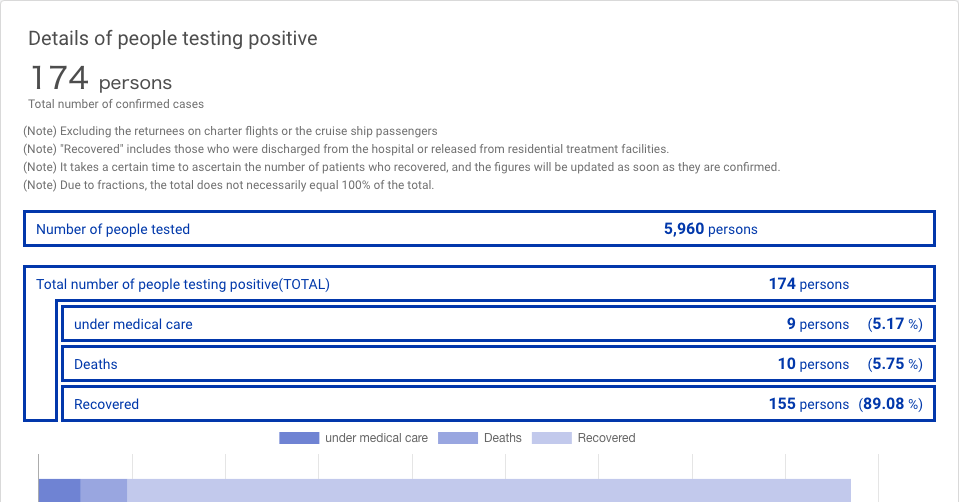 Details of people testing positive
174 persons
Total number of confirmed cases
(Note) Excluding the returnees on charter flights or the cruise ship passengers
(Note) "Recovered" includes those who were discharged from the hospital or released from residential treatment facilities.
(Note) It takes a certain time to ascertain the number of patients who recovered, and the figures will be updated as soon as they are confirmed.
(Note) Due to fractions, the total does not necessarily equal 100% of the total.
Number of people tested 5,960 persons
Total number of people testing positive(TOTAL) 174 persons
under medical care 9 persons (5.17 %)
Deaths 10 persons (5.75 %)
Recovered 155 persons (89.08 %)
under medical care Deaths Recovered